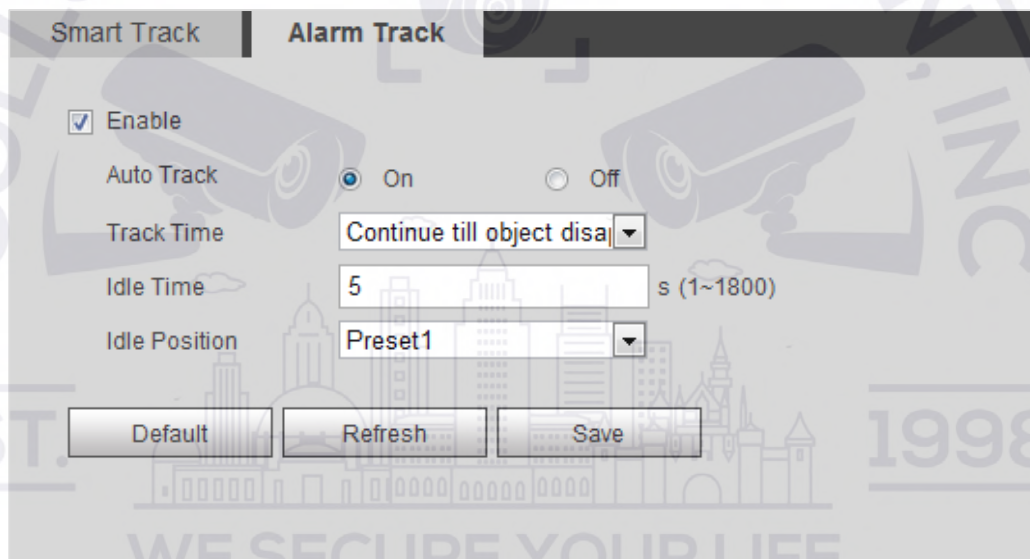 Smart Track
Alarm Track
Enable
Auto Track On Off
Track Time Continue till object disa
Idle Time 5 s (1~1800)
Idle Position Preset1
Default Refresh Save
1998
WE SECURE YOUR LIFE